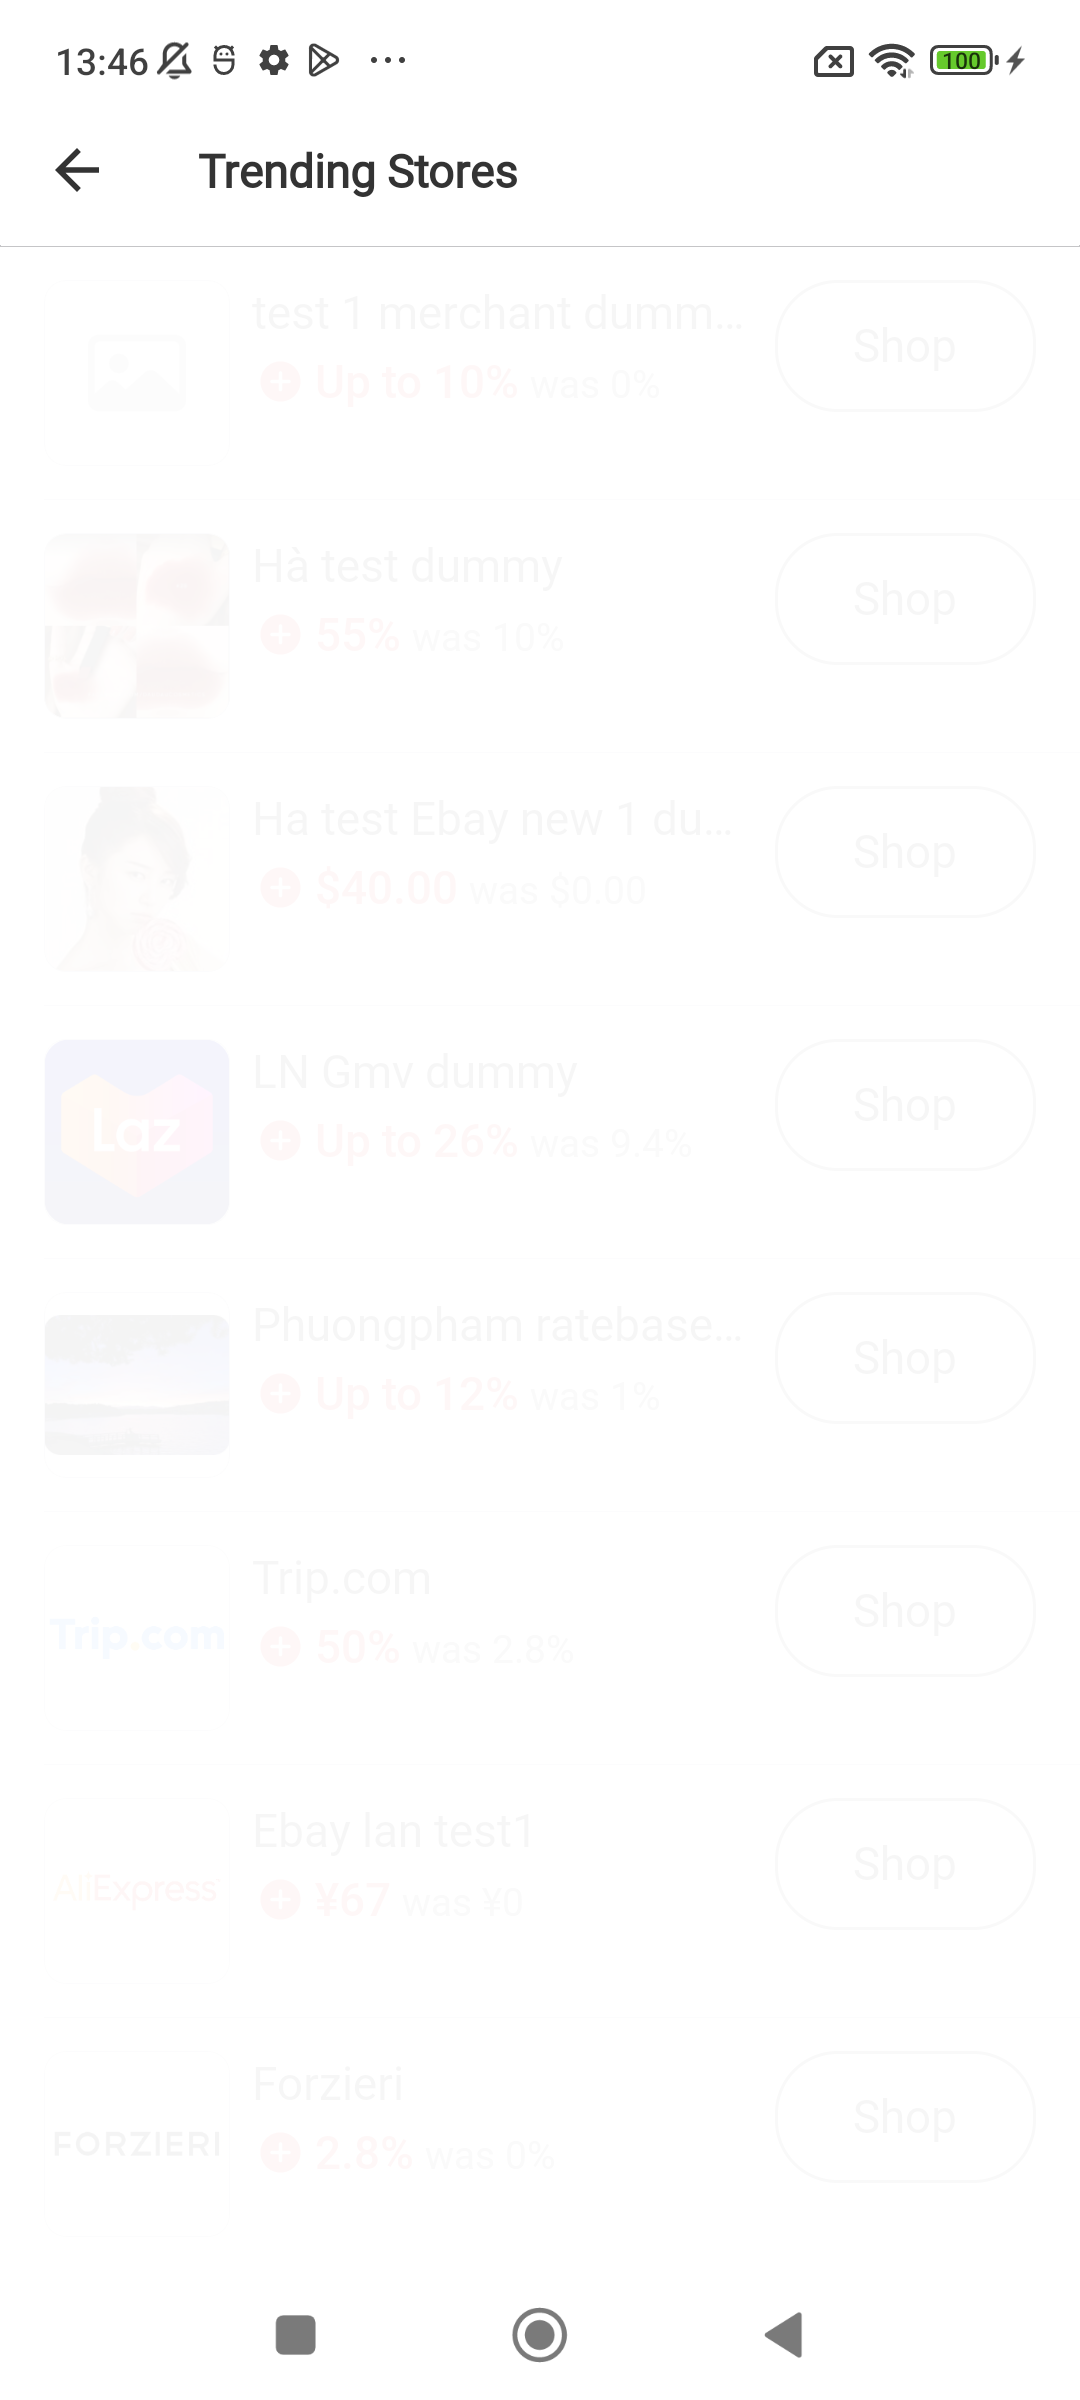 13:46
100
Trending Stores
test 1 merchant dumm...
Up to 10% was 0%
Shop
Hà test dummy
55% was 10%
Shop
Ha test Ebay new 1 du...
$40.00 was $0.00
Shop
Laz
LN Gmv dummy
Up to 26% was 9.4%
Shop
Phuongpham ratebase...
Up to 12% was 1%
Shop
Trip.com
Trip.com
50% was 2.8%
Shop
AliExpress
Ebay lan test1
¥67 was ¥0
Shop
FORZIERI
Forzieri
2.8% was 0%
Shop